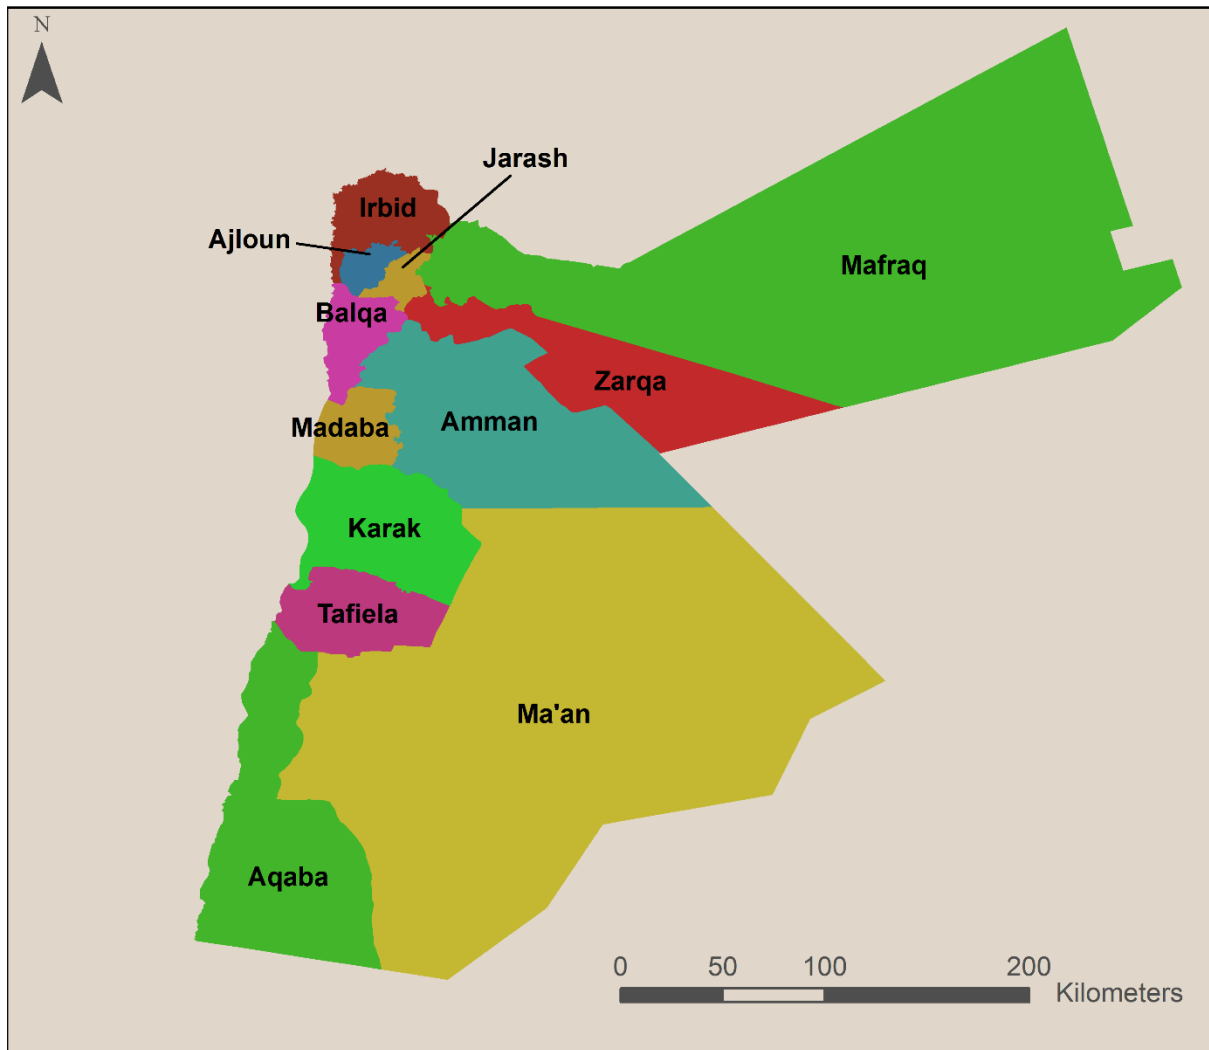 N
Jarash
Irbid
Ajloun
Mafraq
Balqa
Zarqa
Madaba
Amman
Karak
Tafiela
Ma'an
Aqaba
0 50 100 200
Kilometers